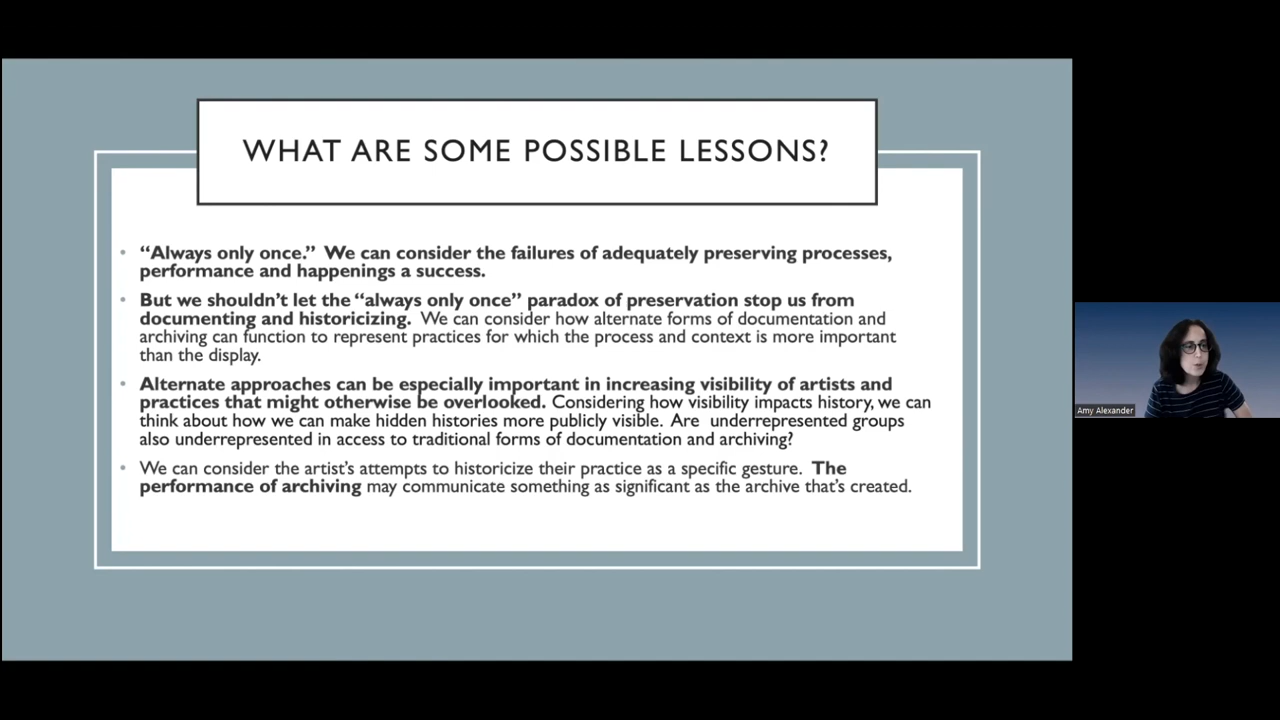 WHAT ARE SOME POSSIBLE LESSONS?
• “Always only once.”  We can consider the failures of adequately preserving processes,
performance and happenings a success.
• But we shouldn’t let the “always only once” paradox of preservation stop us from
documenting and historicizing.  We can consider how alternate forms of documentation and
archiving can function to represent practices for which the process and context is more important
than the display.
• Alternate approaches can be especially important in increasing visibility of artists and
practices that might otherwise be overlooked. Considering how visibility impacts history, we can
think about how we can make hidden histories more publicly visible.  Are  underrepresented groups
also underrepresented in access to traditional forms of documentation and archiving?
• We can consider the artist’s attempts to historicize their practice as a specific gesture.  The
performance of archiving may communicate something as significant as the archive that’s created.
Amy Alexander